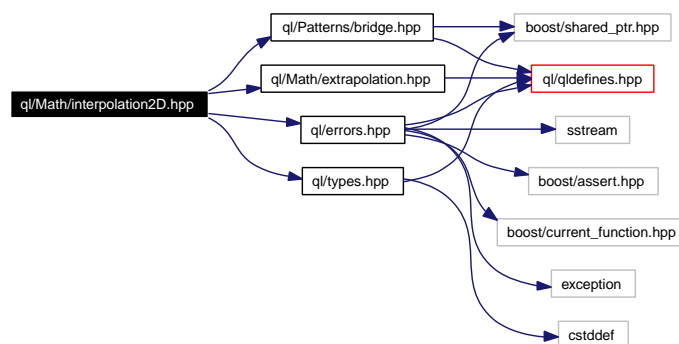 ql/Patterns/bridge.hpp
boost/shared_ptr.hpp
ql/Math/extrapolation.hpp
ql/qldefines.hpp
ql/Math/interpolation2D.hpp
ql/errors.hpp
sstream
ql/types.hpp
boost/assert.hpp
boost/current_function.hpp
exception
cstddef